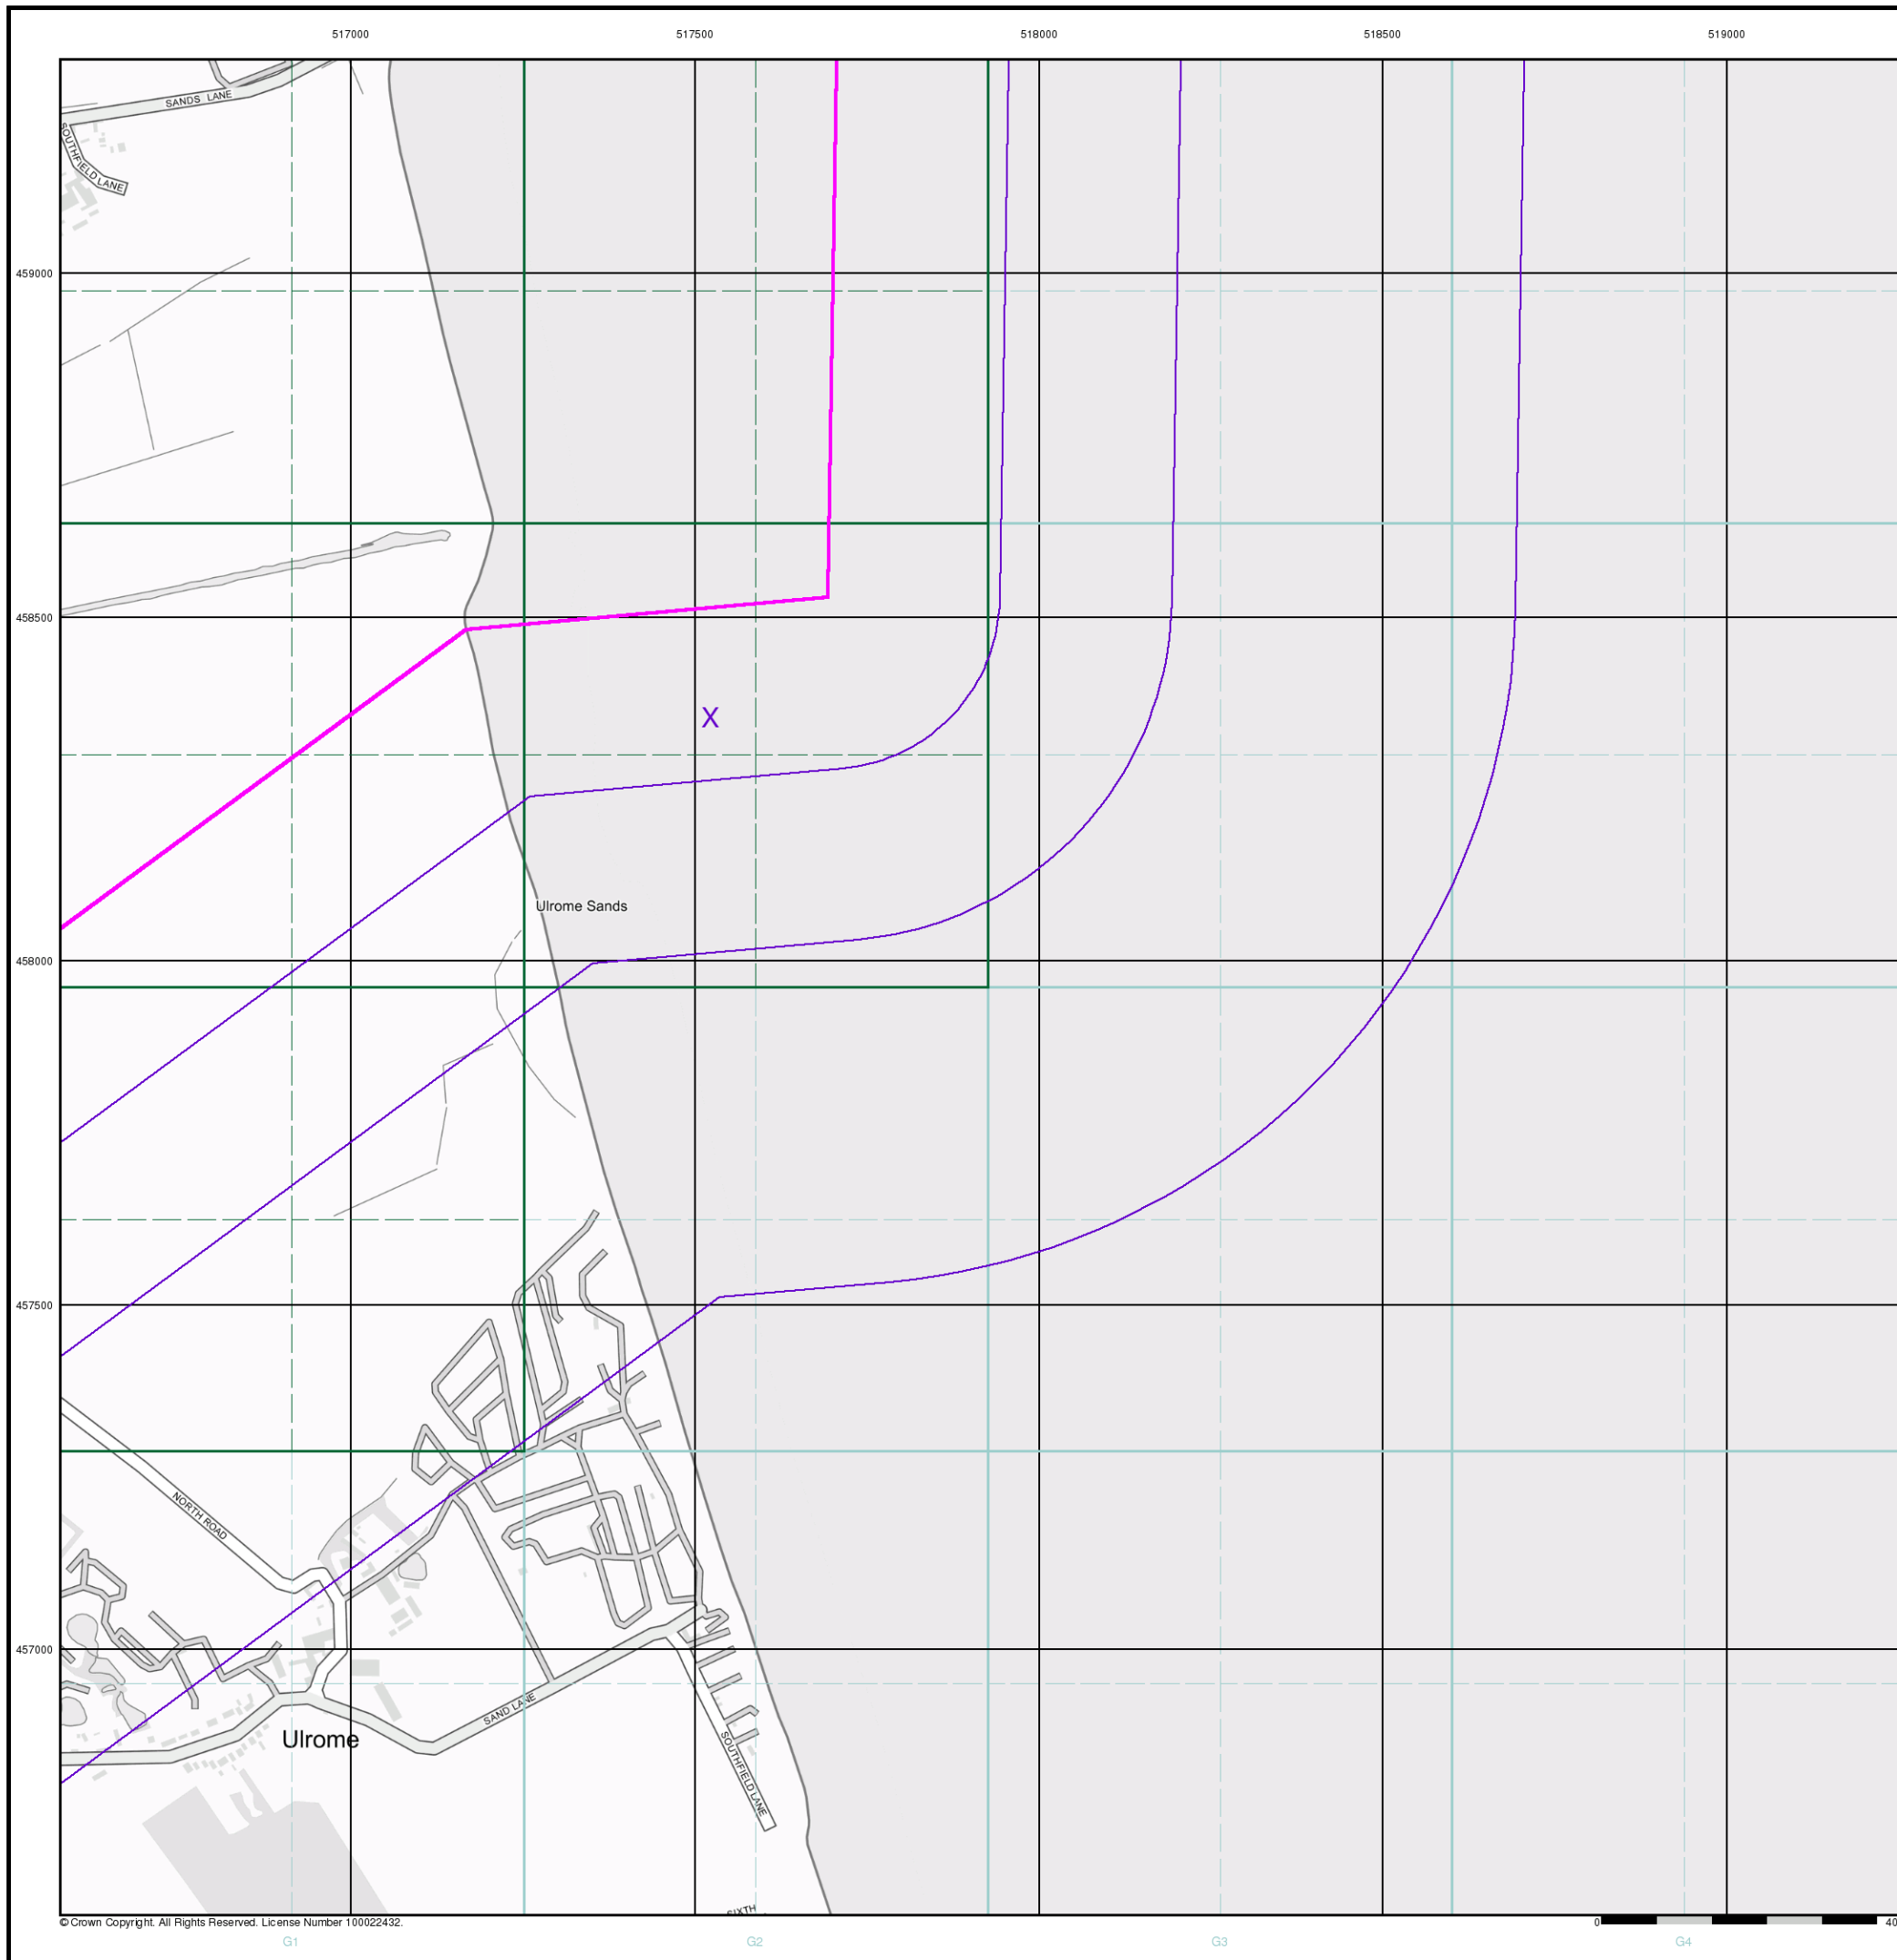 517000
517500
518000
518500
519000
SANDS LANE
SOUTHFIELD LANE
459000
458500
X
Ulrome Sands
458000
457500
NORTH ROAD
457000
SAND LANE
Ulrome
SOUTHFIELD LANE
SIXTH
© Crown Copyright. All Rights Reserved. License Number 100022432.
0
40
G1
G2
G3
G4